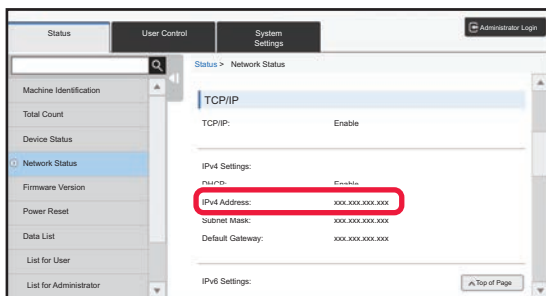 Status
User Control
System
Settings
Administrator Login
Status > Network Status
Machine Identification
Total Count
Device Status
Network Status
Firmware Version
Power Reset
Data List
List for User
List for Administrator
TCP/IP
TCP/IP: Enable
IPv4 Settings:
DHCP: Enable
IPv4 Address: xxx.xxx.xxx.xxx
Subnet Mask: xxx.xxx.xxx.xxx
Default Gateway: xxx.xxx.xxx.xxx
IPv6 Settings:
Top of Page